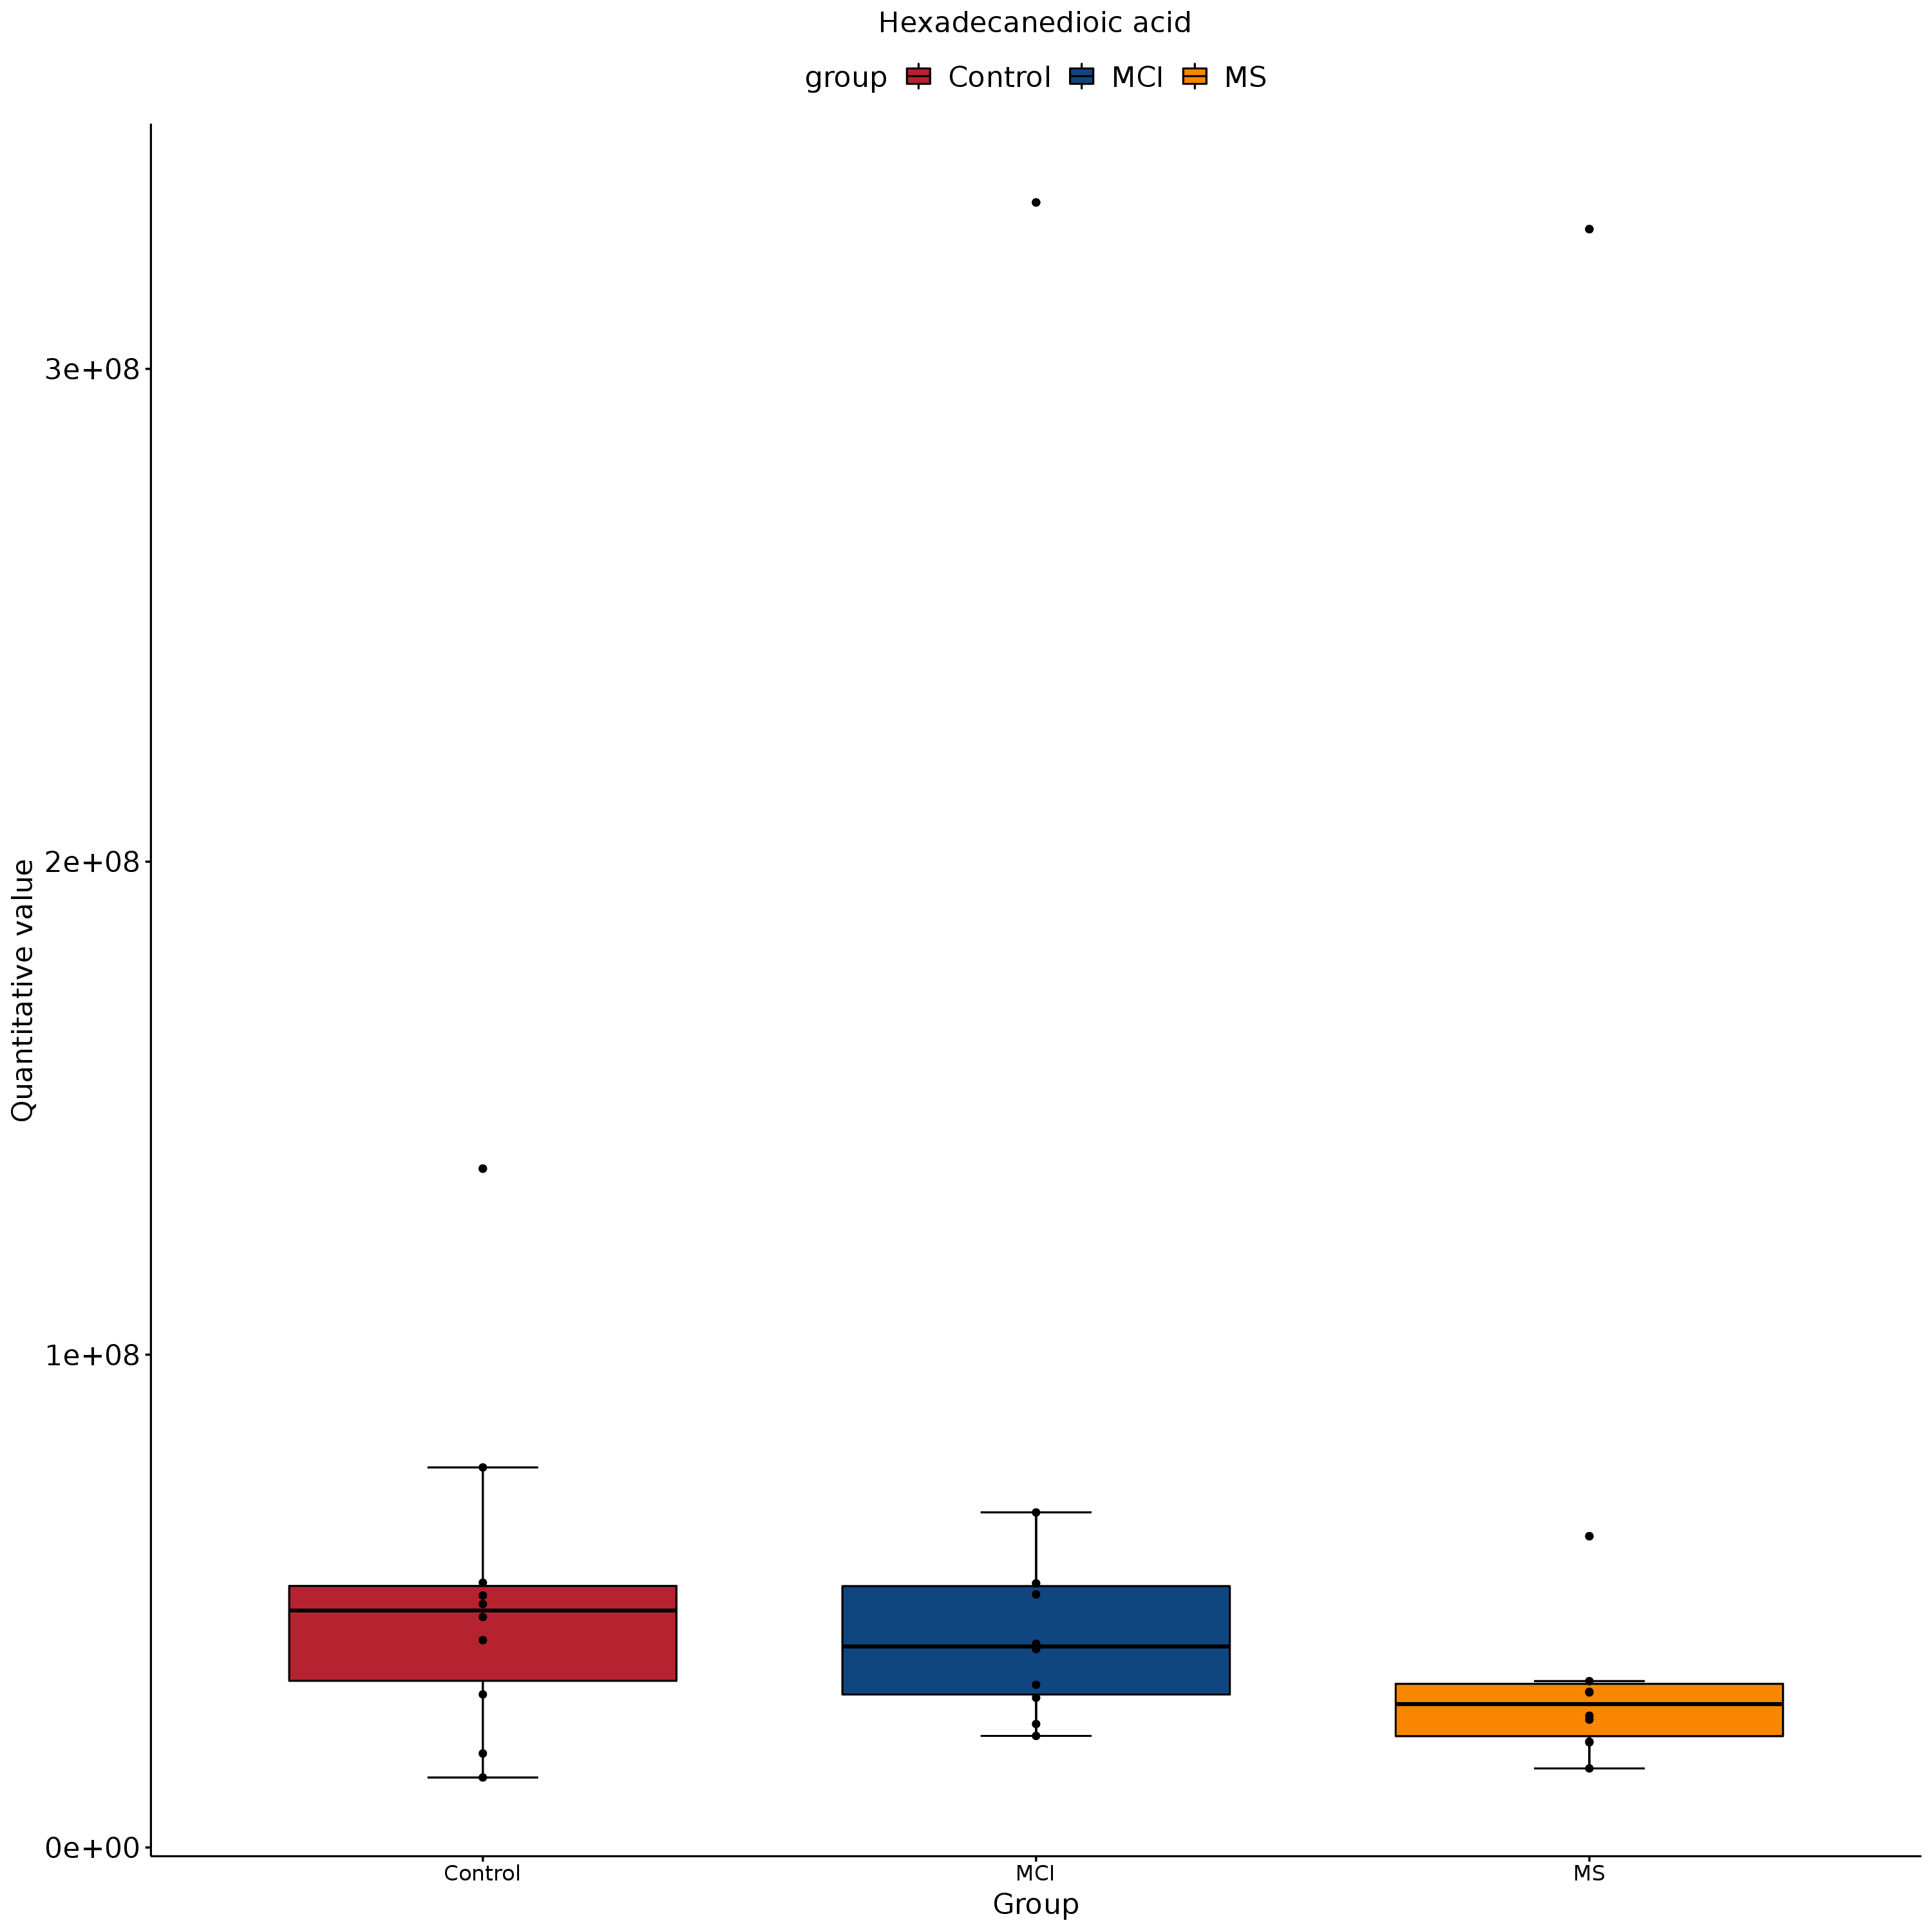 Hexadecanedioic acid
group Control MCI MS
Quantitative value
3e+08
2e+08
1e+08
0e+00
Control MCI MS
Group